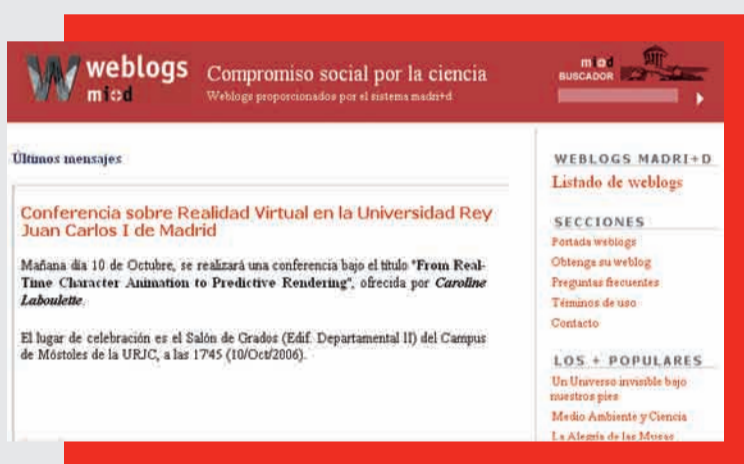 weblogs
mi+d
Compromiso social por la ciencia
Weblogs proporcionados por el sistema madri+d
mi+d
BUSCADOR
Últimos mensajes
Conferencia sobre Realidad Virtual en la Universidad Rey
Juan Carlos I de Madrid
Mañana día 10 de Octubre, se realizará una conferencia bajo el título "From Real-
Time Character Animation to Predictive Rendering", ofrecida por Caroline
Laboulette.
El lugar de celebración es el Salón de Grados (Edif. Departamental II) del Campus
de Móstoles de la URJC, a las 17'45 (10/Oct/2006).
WEBLOGS MADRI+D
Listado de weblogs
SECCIONES
Portada weblogs
Obtenga su weblog
Preguntas frecuentes
Términos de uso
Contacto
LOS + POPULARES
Un Universo invisible bajo
nuestros pies
Medio Ambiente y Ciencia
La Alegría de las Musas